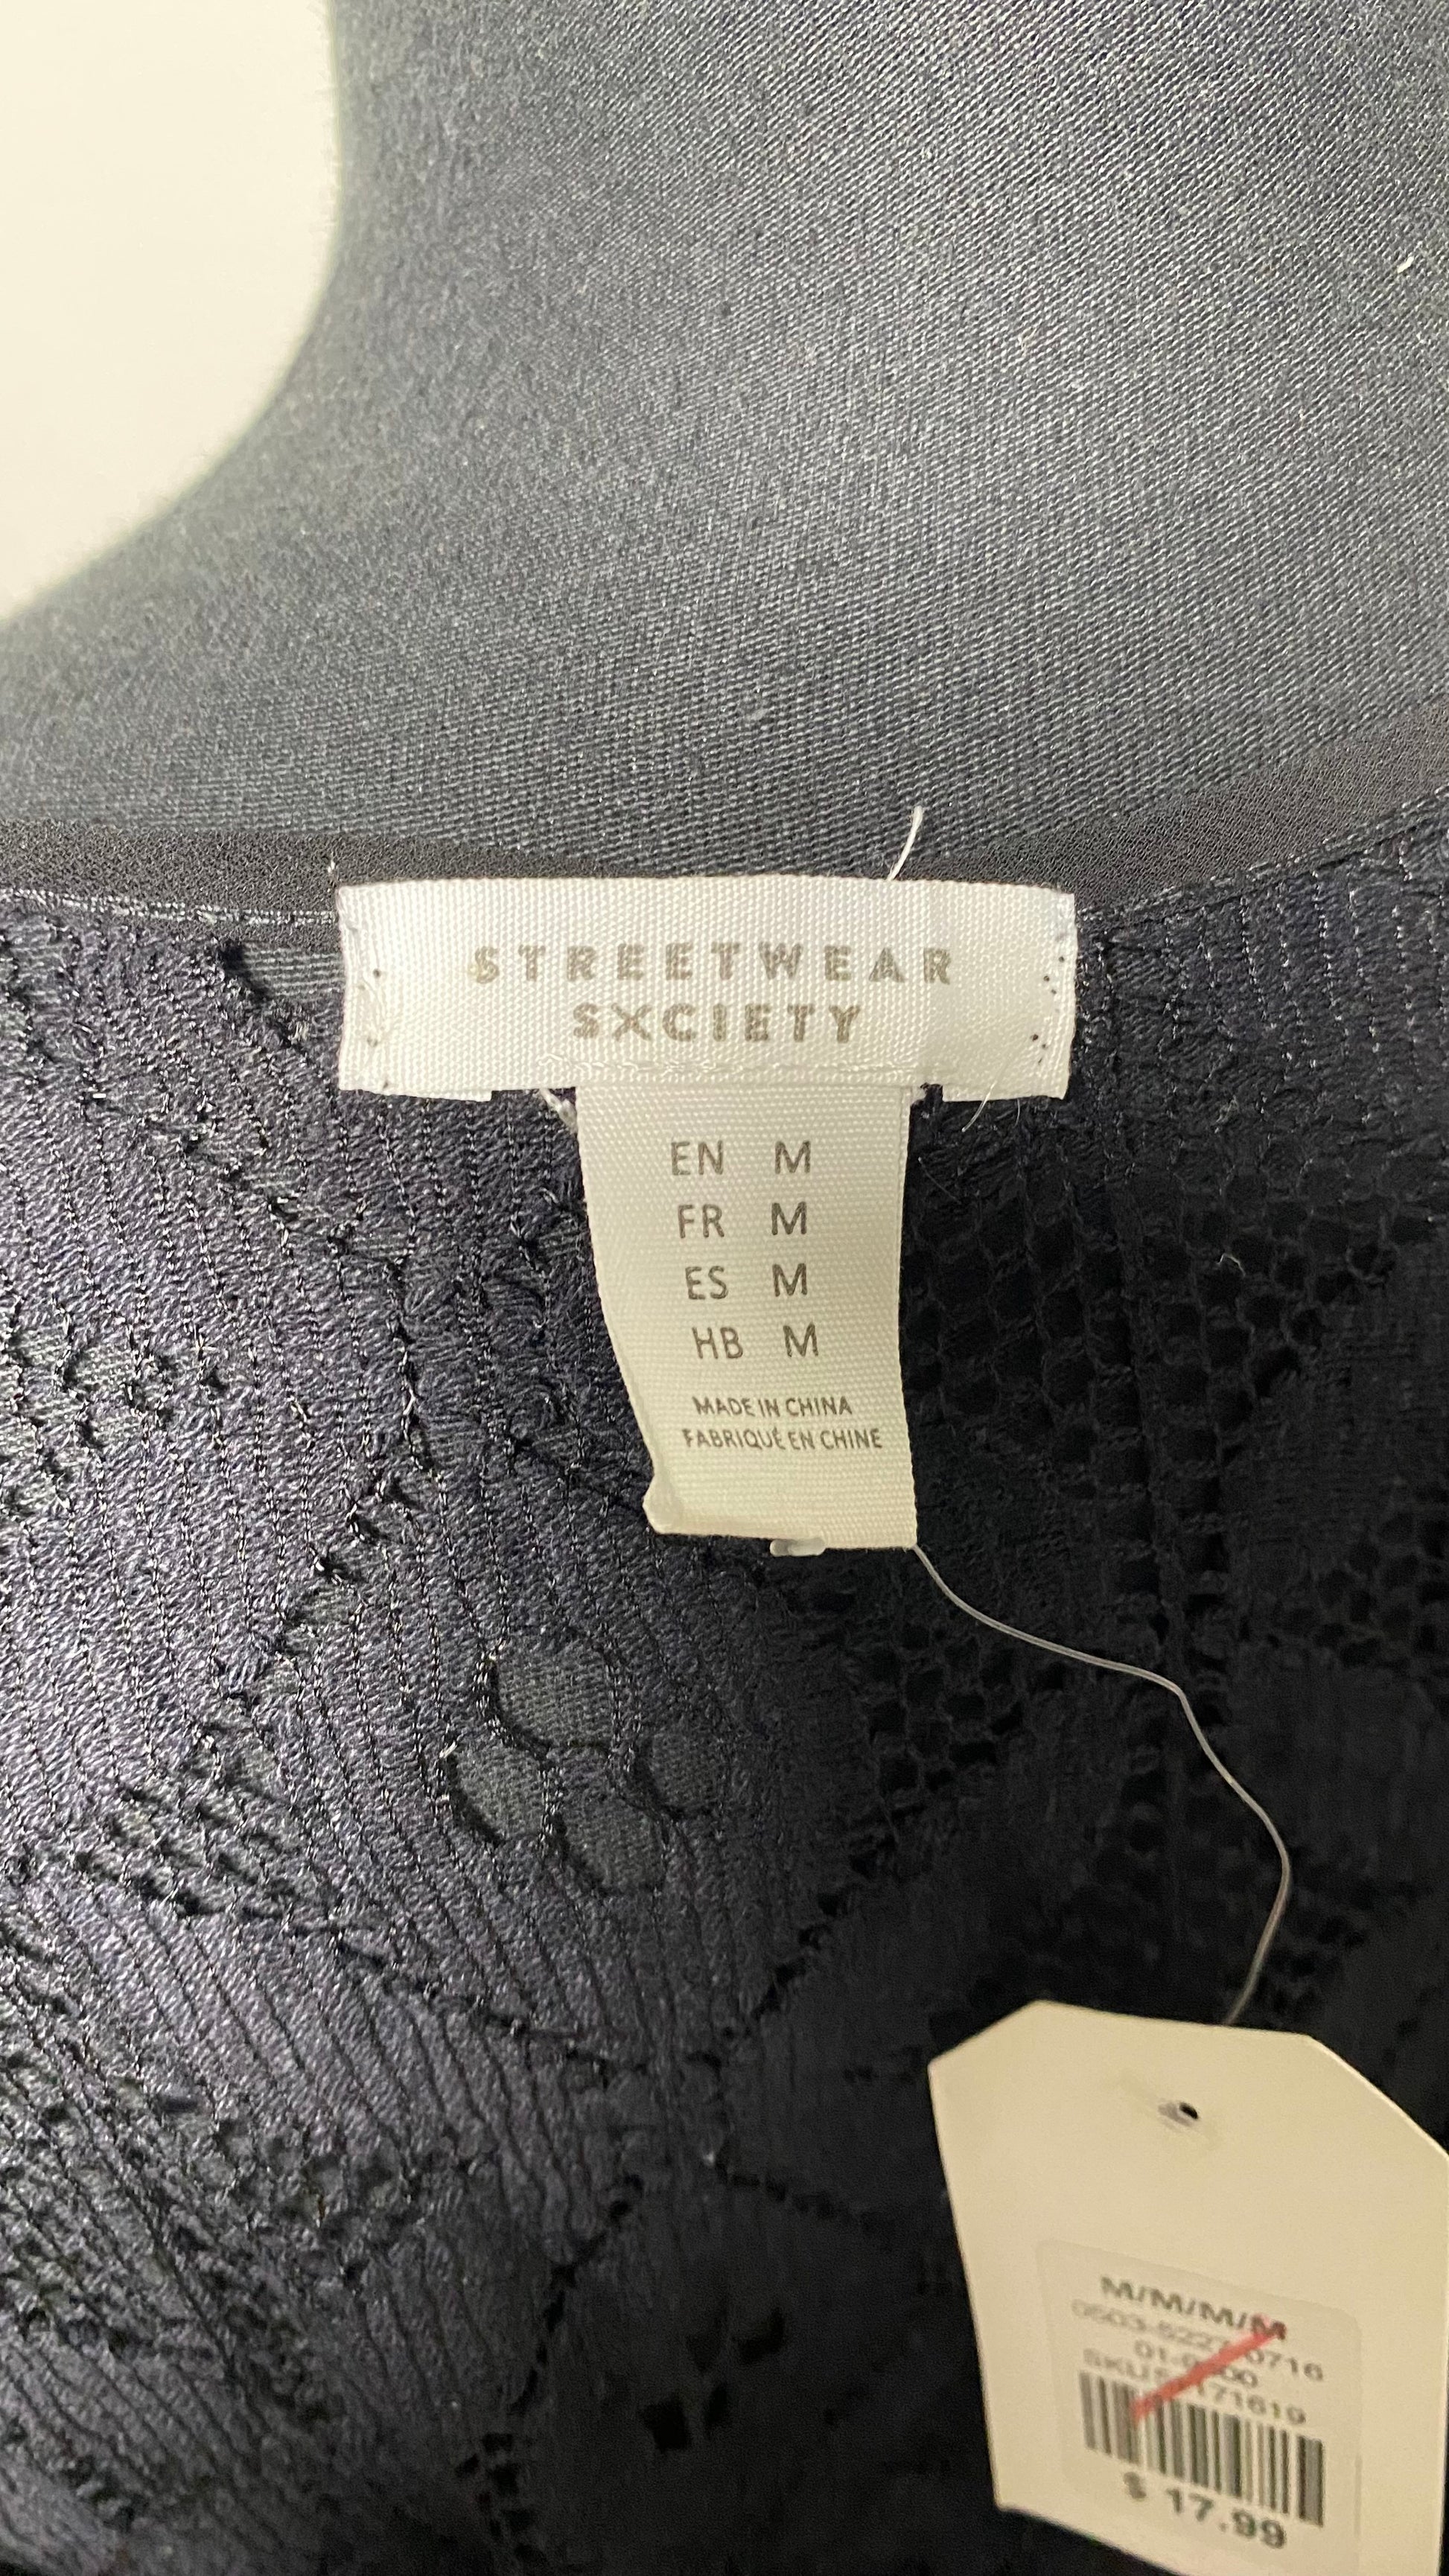 STREETWEAR
SXCIETY
EN M
FR M
ES M
HB M
MADE IN CHINA
FABRIQUÉ EN CHINE
M/M/M/M
$ 17.99